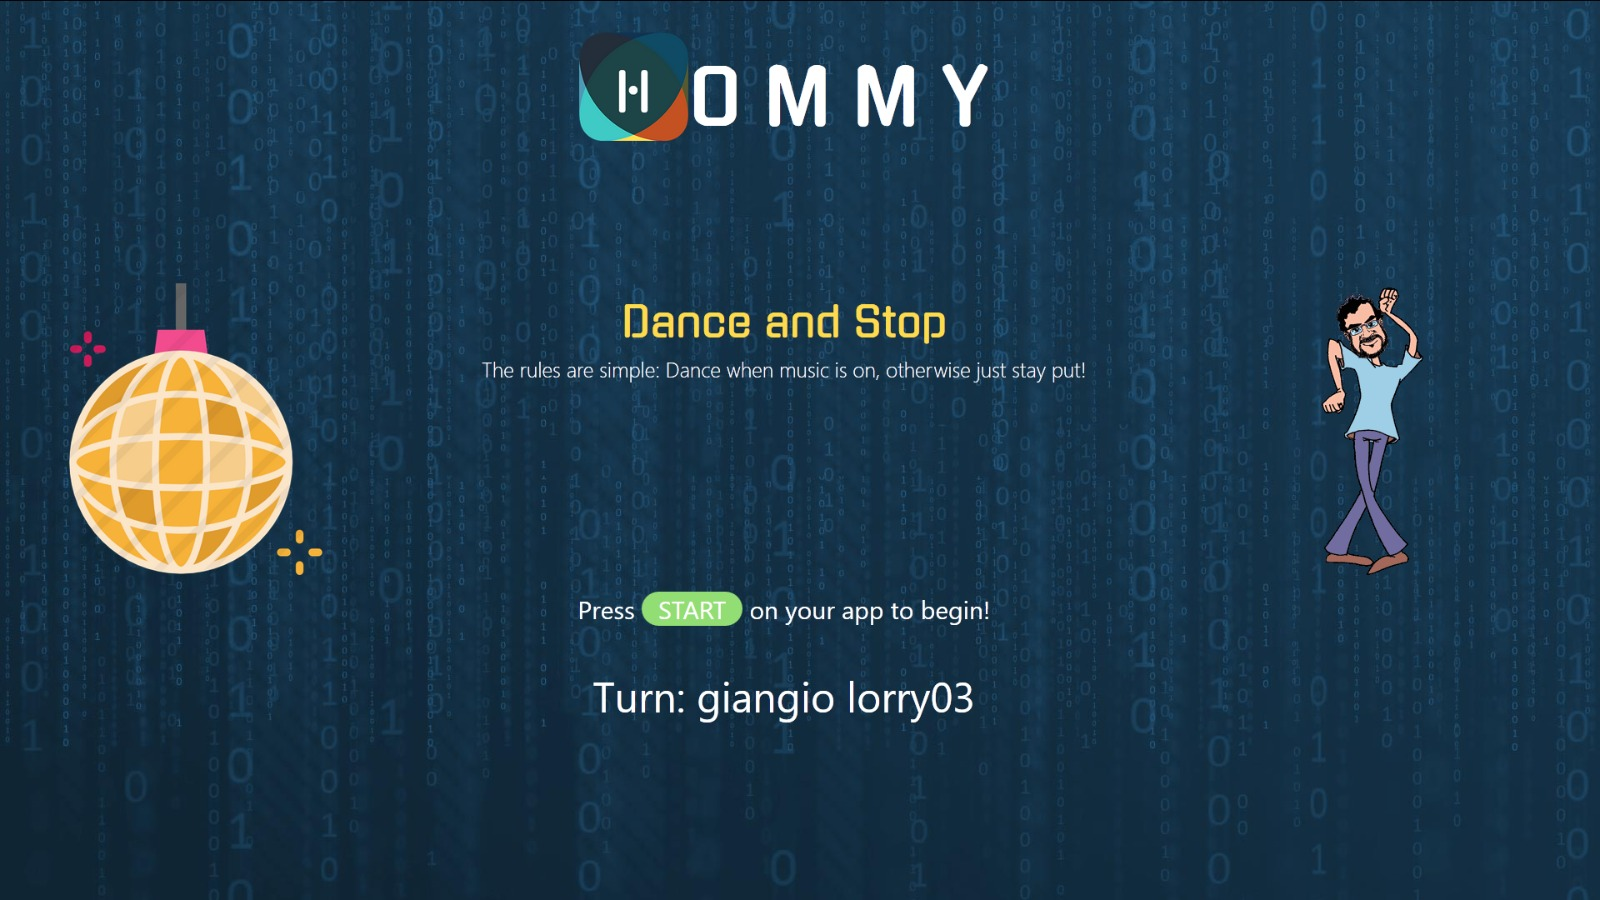 HOMMY
Dance and Stop
The rules are simple: Dance when music is on, otherwise just stay put!
Press START on your app to begin!
Turn: giangio lorry03